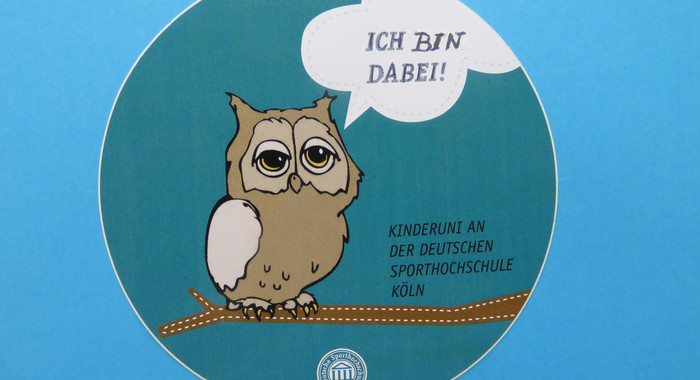 ICH BIN
DABEI!
KINDERUNI AN
DER DEUTSCHEN
SPORTHOCHSCHULE
KÖLN